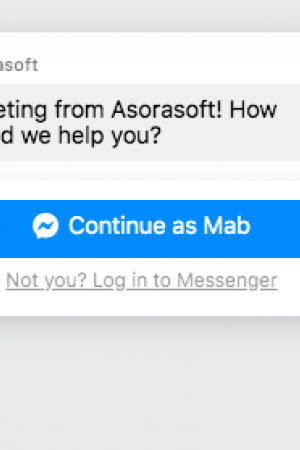 asoft
eting from Asorasoft! How
d we help you?
Continue as Mab
Not you? Log in to Messenger